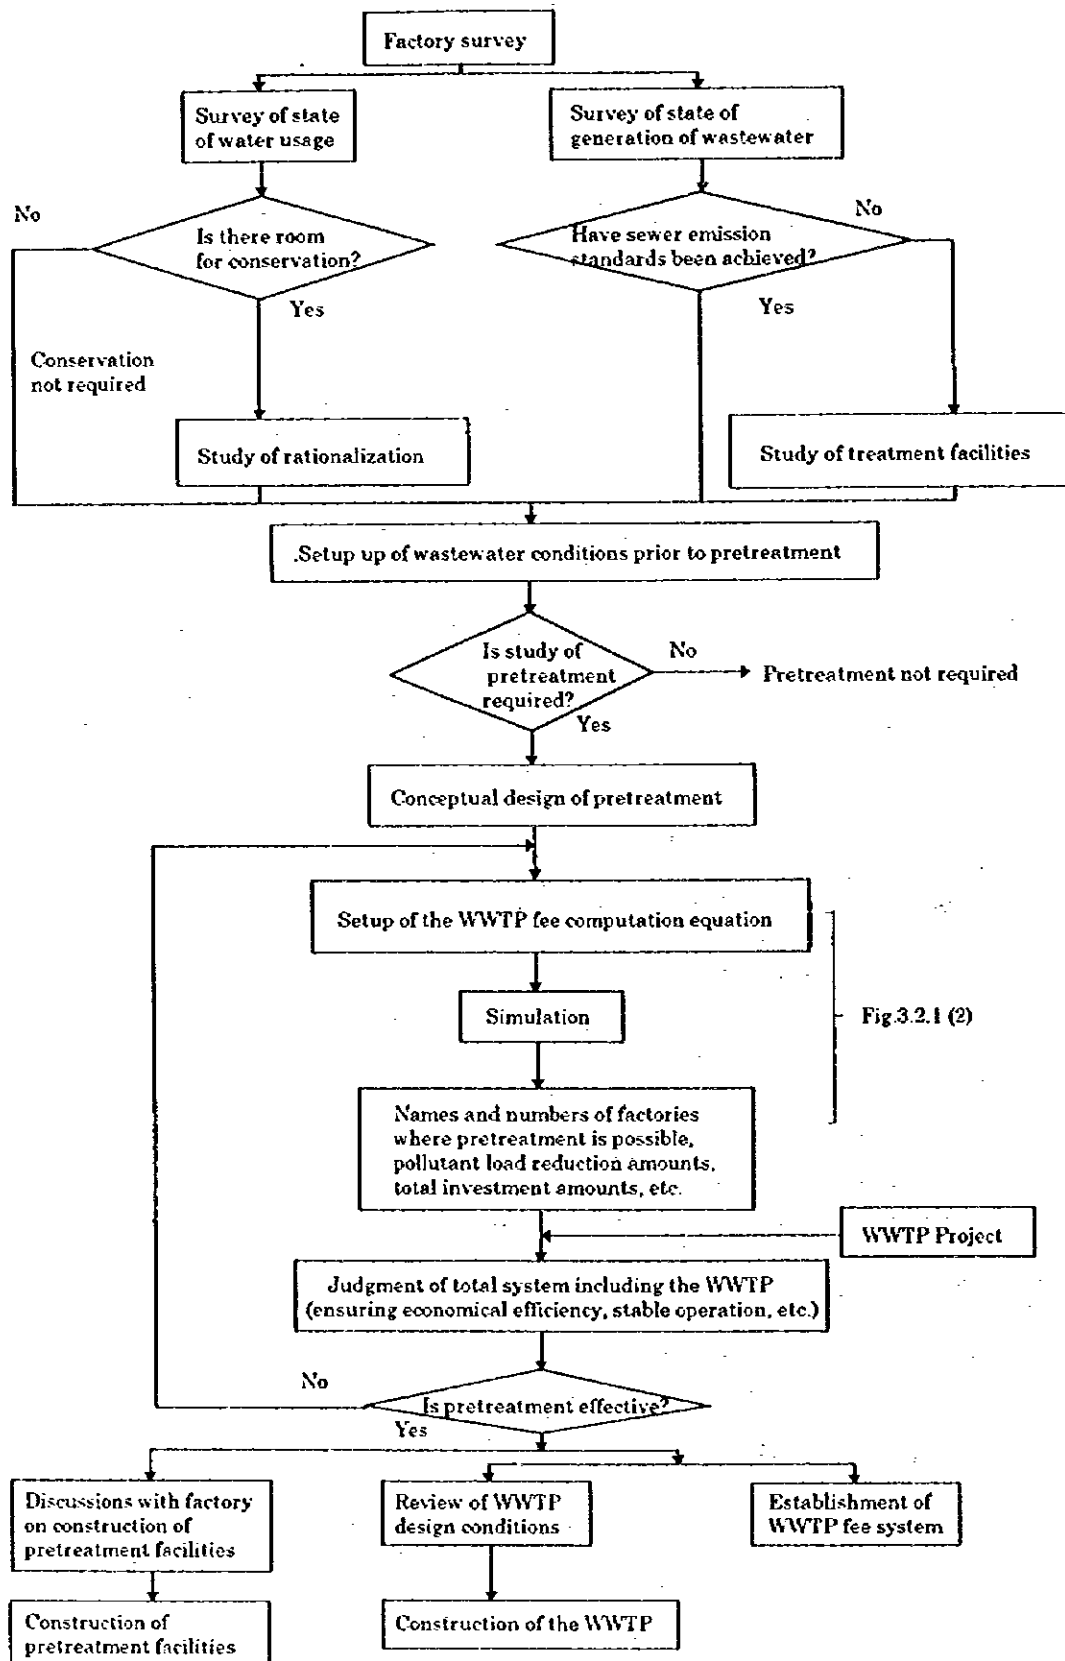 Factory survey
Survey of state
of water usage
Survey of state of
generation of wastewater
No
Is there room
for conservation?
Yes
No
Have sewer emission
standards been achieved?
Yes
Conservation
not required
Study of rationalization
Study of treatment facilities
.Setup up of wastewater conditions prior to pretreatment
Is study of
pretreatment
required?
No
Pretreatment not required
Yes
Conceptual design of pretreatment
Setup of the WWTP fee computation equation
Simulation
Fig.3.2.1 (2)
Names and numbers of factories
where pretreatment is possible,
pollutant load reduction amounts,
total investment amounts, etc.
WWTP Project
Judgment of total system including the WWTP
(ensuring economical efficiency, stable operation, etc.)
No
Is pretreatment effective?
Yes
Discussions with factory
on construction of
pretreatment facilities
Review of WWTP
design conditions
Establishment of
WWTP fee system
Construction of
pretreatment facilities
Construction of the WWTP